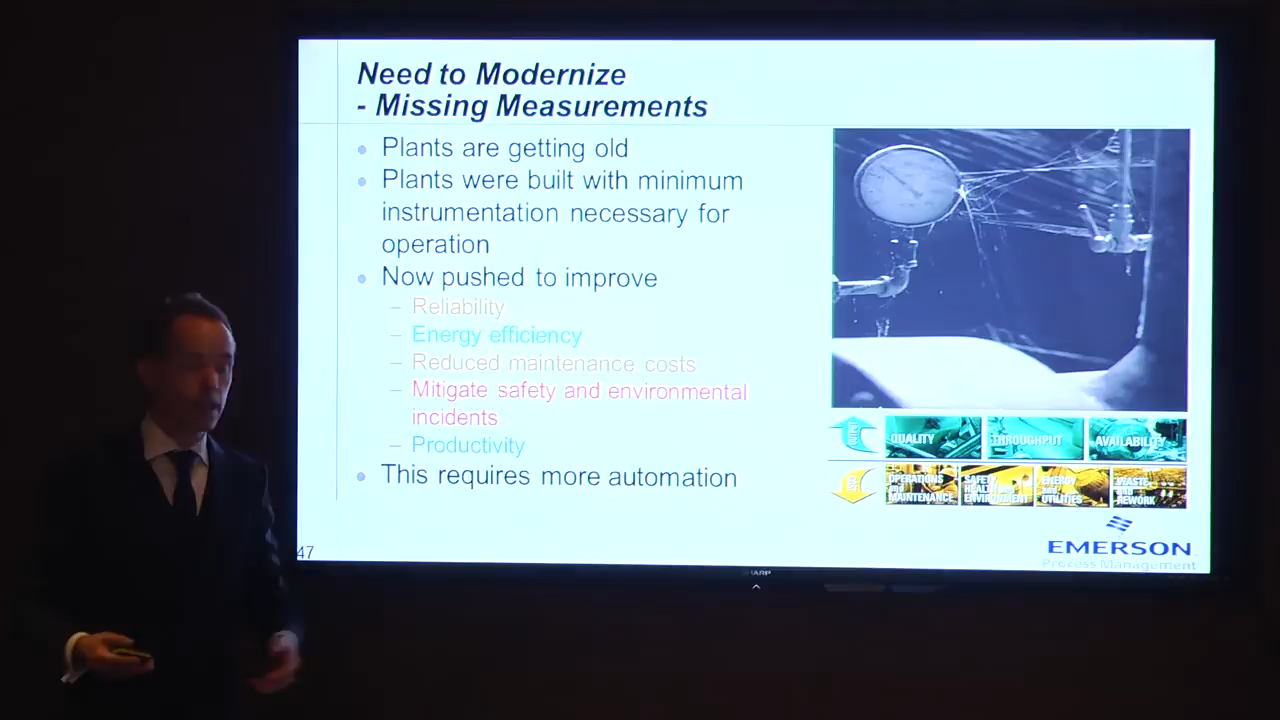 Need to Modernize
- Missing Measurements
Plants are getting old
Plants were built with minimum
instrumentation necessary for
operation
Now pushed to improve
– Reliability
– Energy efficiency
– Reduced maintenance costs
– Mitigate safety and environmental
incidents
– Productivity
This requires more automation
QUALITY
THROUGHPUT
AVAILABILITY
OPERATIONS
and
MAINTENANCE
SAFETY,
HEALTH and
ENVIRONMENT
ENERGY
and
UTILITIES
WASTE
and
REWORK
47
EMERSON
Process Management
SHARP